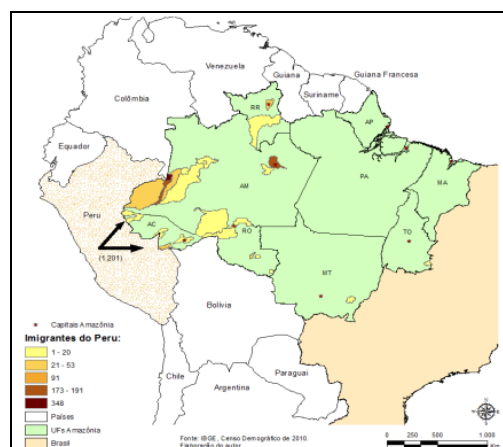 Venezuela
Guiana
Guiana Francesa
Suriname
Colômbia
RR
AP
Equador
AM
PA
MA
Peru
AC
(1,201)
RO
TO
MT
Bolívia
Paraguai
Chile
Argentina
Capitais Amazônia
Imigrantes do Peru:
1 - 20
21 - 53
91
173 - 191
348
Países
UFs Amazônia
Brasil
Fonte: IBGE, Censo Demográfico de 2010.
Elaboração do autor.
0 250 500 1.000